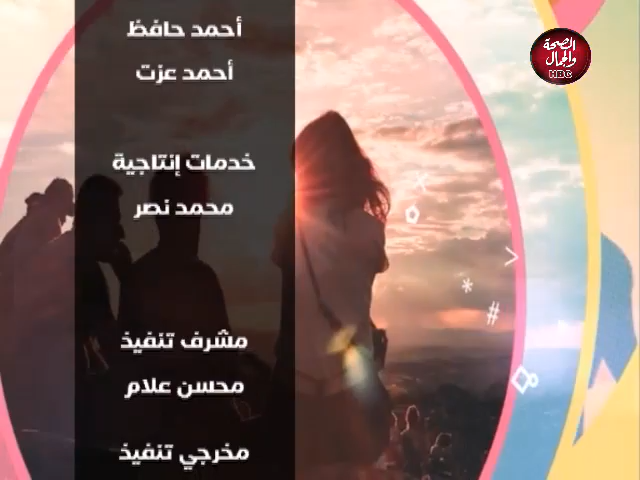 أحمد حافظ
الصحة
والجمال
HBC
أحمد عزت
خدمات إنتاجية
محمد نصر
مشرف تنفيذ
محسن علام
مخرجي تنفيذ